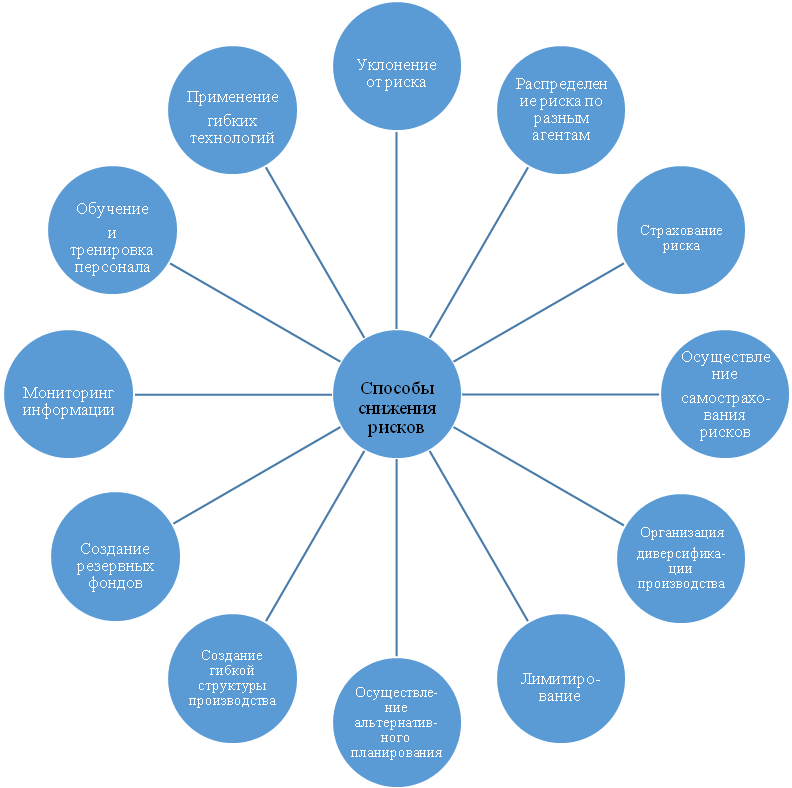 Уклонение
от риска
Распределен
ие риска по
разным
агентам
Страхование
риска
Осуществле
ние
самострахо-
вания
рисков
Организация
диверсифика-
ции
производства
Лимитиро-
вание
Осуществле-
ние
альтернатив-
ного
планирования
Создание
гибкой
структуры
производства
Создание
резервных
фондов
Мониторинг
информации
Обучение
и
тренировка
персонала
Применение
гибких
технологий
Способы
снижения
рисков